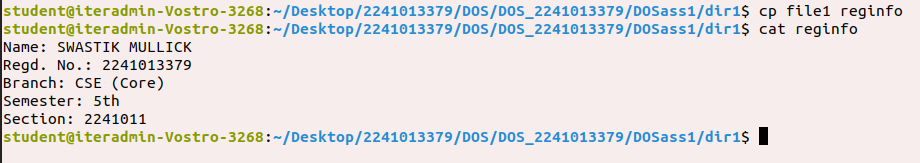 student@iteradmin-Vostro-3268:~/Desktop/2241013379/DOS/DOS_2241013379/DOSass1/dir1$ cp file1 reginfo
student@iteradmin-Vostro-3268:~/Desktop/2241013379/DOS/DOS_2241013379/DOSass1/dir1$ cat reginfo
Name: SWASTIK MULLICK
Regd. No.: 2241013379
Branch: CSE (Core)
Semester: 5th
Section: 2241011
student@iteradmin-Vostro-3268:~/Desktop/2241013379/DOS/DOS_2241013379/DOSass1/dir1$